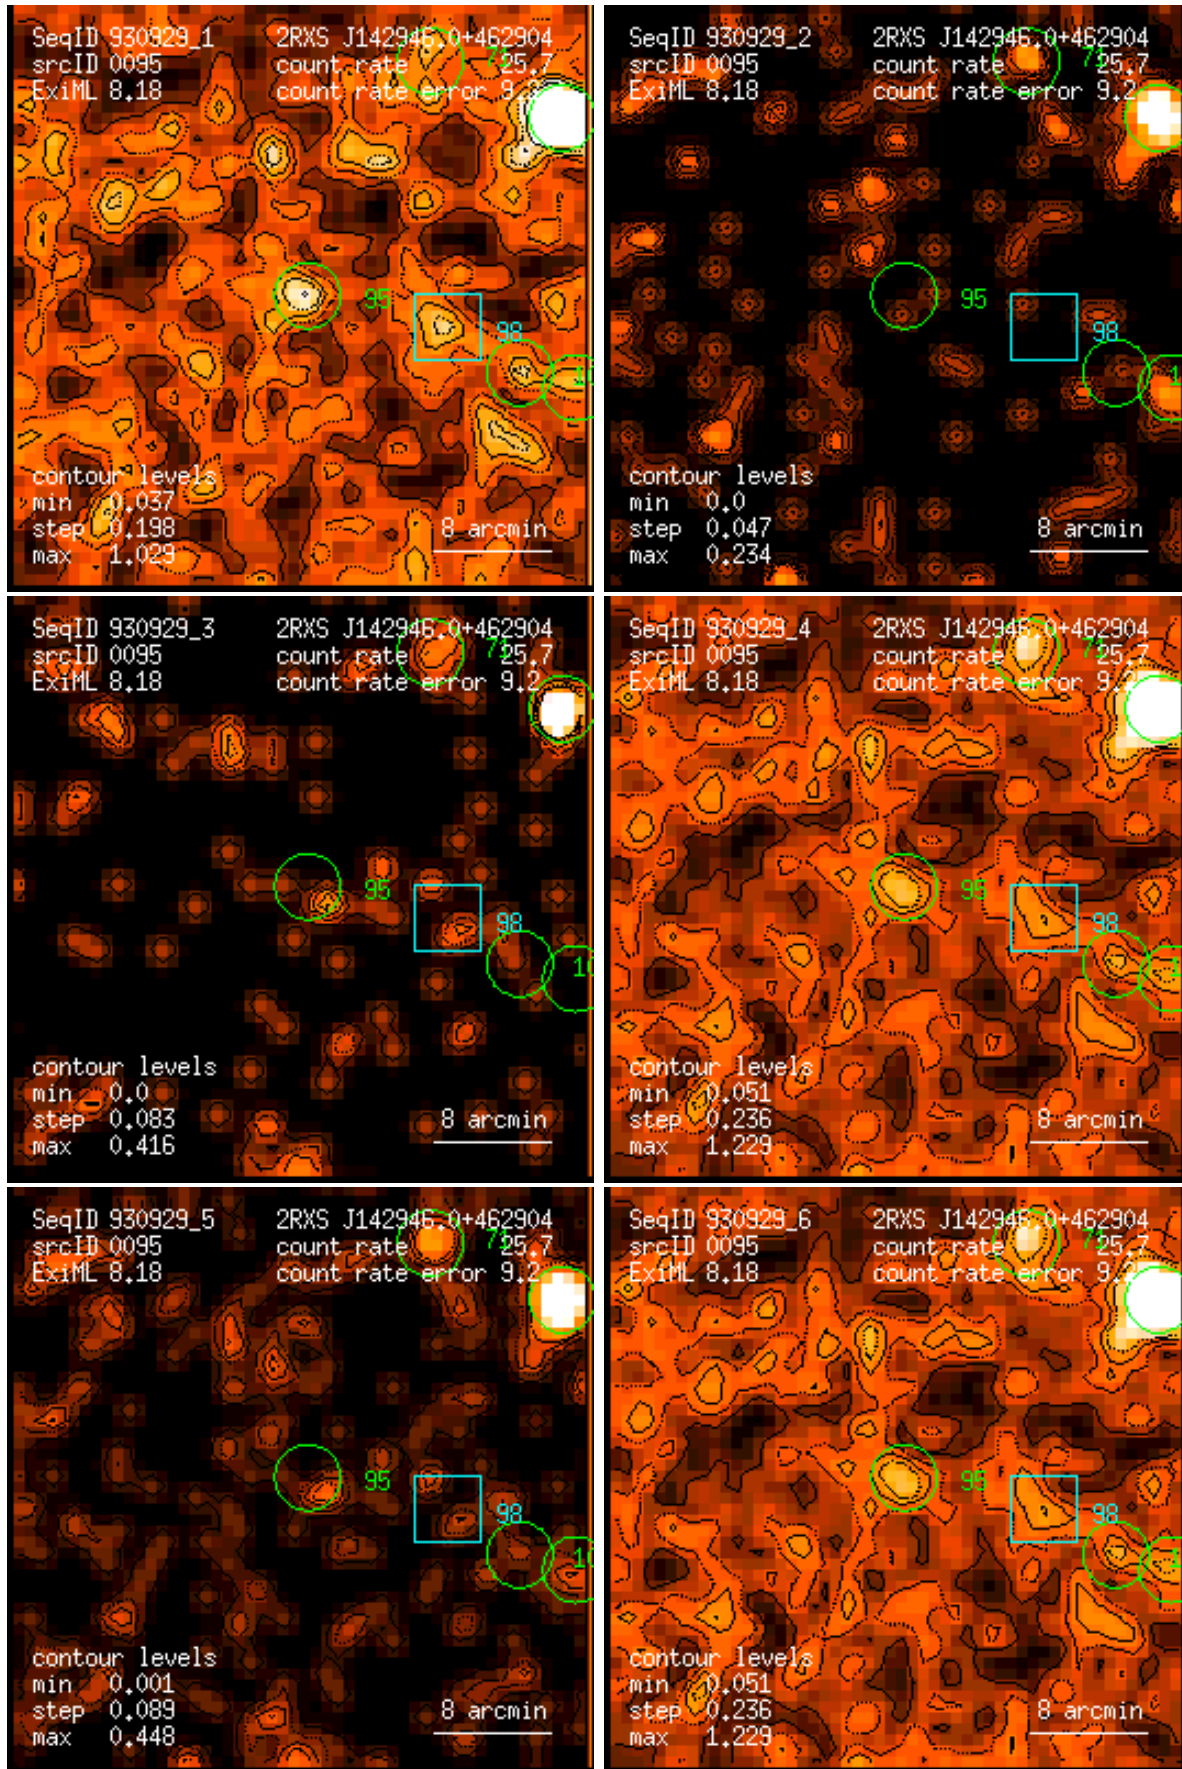 SeqID 930929_1 2RXS J142946.0+462904
srcID 0095 count rate 25.7
71
ExiML 8.18 count rate error 9.2
95
98
contour levels
min 0.037
step 0.198 8 arcmin
max 1.029
SeqID 930929_2 2RXS J142946.0+462904
srcID 0095 count rate 25.7
71
ExiML 8.18 count rate error 9.2
95
98
contour levels
min 0.0
step 0.047 8 arcmin
max 0.234
SeqID 930929_3 2RXS J142946.0+462904
srcID 0095 count rate 25.7
71
ExiML 8.18 count rate error 9.2
95
98
contour levels
min 0.0
step 0.083 8 arcmin
max 0.416
SeqID 930929_4 2RXS J142946.0+462904
srcID 0095 count rate 25.7
71
ExiML 8.18 count rate error 9.2
95
98
contour levels
min 0.051
step 0.236 8 arcmin
max 1.229
SeqID 930929_5 2RXS J142946.0+462904
srcID 0095 count rate 25.7
71
ExiML 8.18 count rate error 9.2
95
98
contour levels
min 0.001
step 0.089 8 arcmin
max 0.448
SeqID 930929_6 2RXS J142946.0+462904
srcID 0095 count rate 25.7
71
ExiML 8.18 count rate error 9.2
95
98
contour levels
min 0.051
step 0.236 8 arcmin
max 1.229